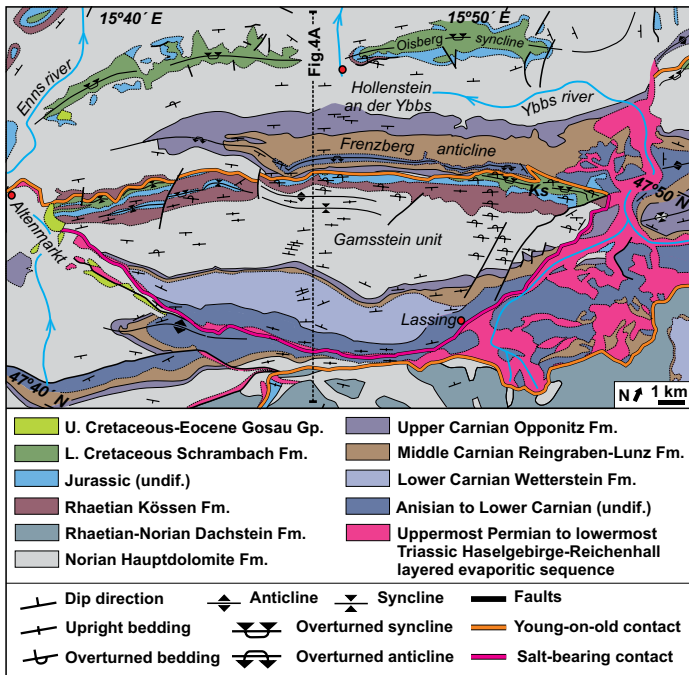 15º40´ E
15º50´ E
Fig.4A
Oisberg syncline
Enns river
Hollenstein
an der Ybbs
Ybbs river
Frenzberg anticline
Ks
47º50´ N
Altenmarkt
Gamsstein unit
Lassing
47º40´ N
N
1 km
U. Cretaceous-Eocene Gosau Gp.
L. Cretaceous Schrambach Fm.
Jurassic (undif.)
Rhaetian Kössen Fm.
Rhaetian-Norian Dachstein Fm.
Norian Hauptdolomite Fm.
Upper Carnian Opponitz Fm.
Middle Carnian Reingraben-Lunz Fm.
Lower Carnian Wetterstein Fm.
Anisian to Lower Carnian (undif.)
Uppermost Permian to lowermost
Triassic Haselgebirge-Reichenhall
layered evaporitic sequence
Dip direction
Anticline
Syncline
Faults
Upright bedding
Overturned syncline
Young-on-old contact
Overturned bedding
Overturned anticline
Salt-bearing contact